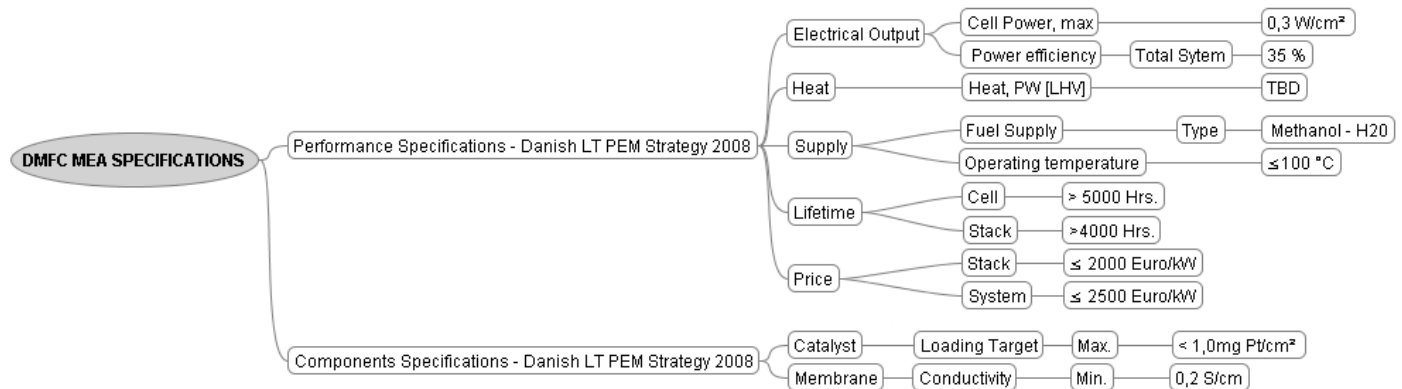 DMFC MEA SPECIFICATIONS
Performance Specifications - Danish LT PEM Strategy 2008
Electrical Output
Cell Power, max
0,3 W/cm²
Power efficiency
Total Sytem
35 %
Heat
Heat, PW [LHV]
TBD
Supply
Fuel Supply
Type
Methanol - H20
Operating temperature
≤100 °C
Lifetime
Cell
> 5000 Hrs.
Stack
>4000 Hrs.
Price
Stack
≤ 2000 Euro/kW
System
≤ 2500 Euro/kW
Components Specifications - Danish LT PEM Strategy 2008
Catalyst
Loading Target
Max.
< 1,0mg Pt/cm²
Membrane
Conductivity
Min.
0,2 S/cm